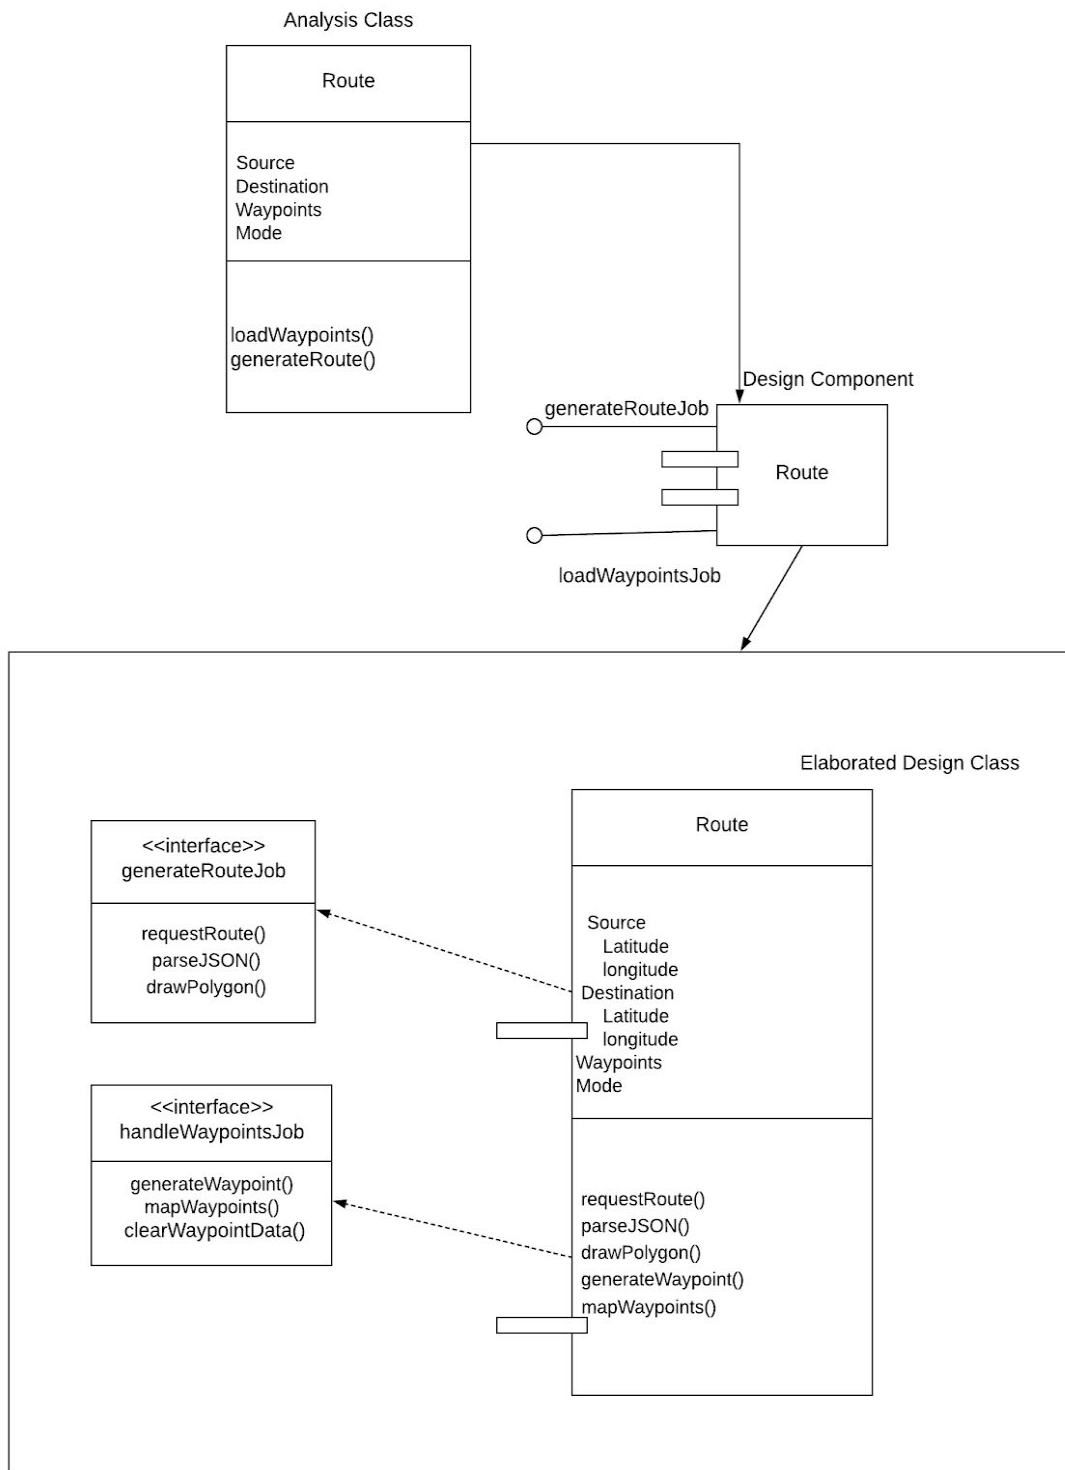 Analysis Class
Route
Source
Destination
Waypoints
Mode
loadWaypoints()
generateRoute()
Design Component
generateRouteJob
Route
loadWaypointsJob
Elaborated Design Class
<<interface>>
generateRouteJob
requestRoute()
parseJSON()
drawPolygon()
<<interface>>
handleWaypointsJob
generateWaypoint()
mapWaypoints()
clearWaypointData()
Route
Source
Latitude
longitude
Destination
Latitude
longitude
Waypoints
Mode
requestRoute()
parseJSON()
drawPolygon()
generateWaypoint()
mapWaypoints()